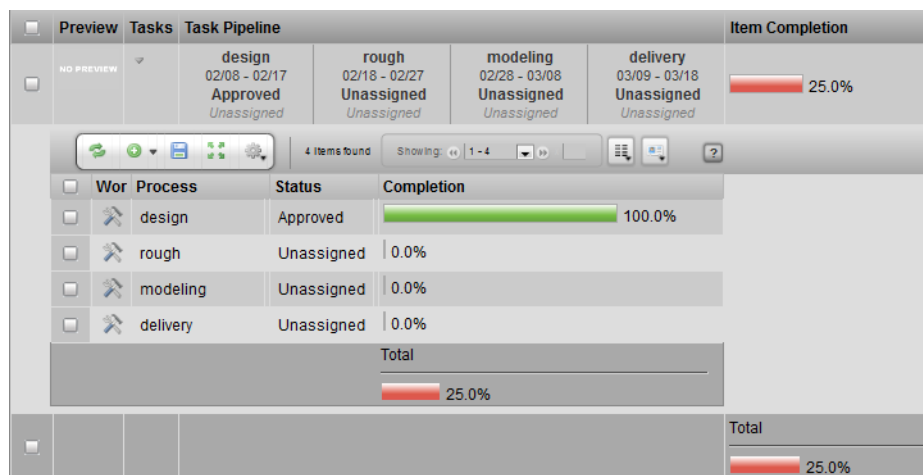 Preview Tasks Task Pipeline Item Completion
NO PREVIEW
design rough modeling delivery
02/08 - 02/17 02/18 - 02/27 02/28 - 03/08 03/09 - 03/18
Approved Unassigned Unassigned Unassigned
Unassigned Unassigned Unassigned Unassigned
25.0%
4 items found Showing: 1 - 4 ?
Wor Process Status Completion
design Approved 100.0%
rough Unassigned 0.0%
modeling Unassigned 0.0%
delivery Unassigned 0.0%
Total
25.0%
Total
25.0%